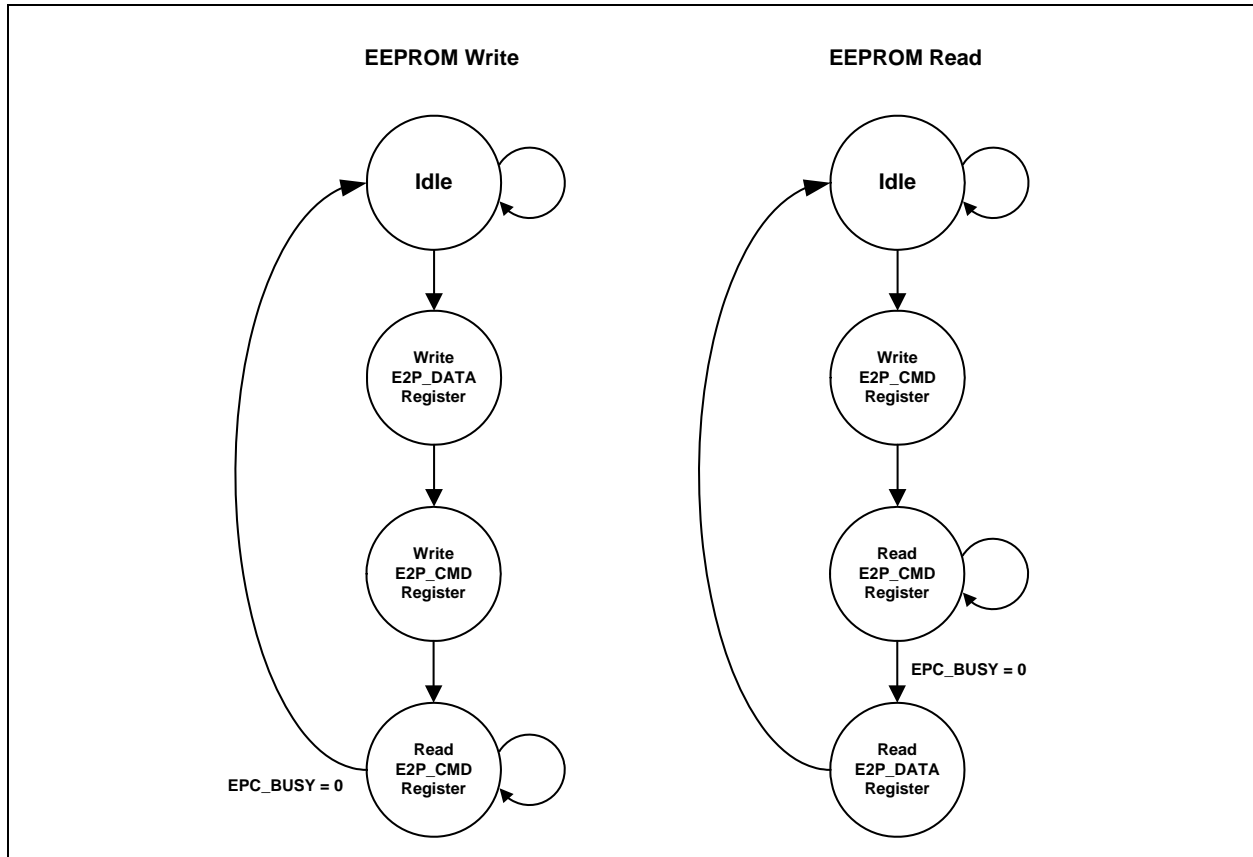 EEPROM Write
Idle
Write
E2P_DATA
Register
Write
E2P_CMD
Register
Read
E2P_CMD
Register
EPC_BUSY = 0
EEPROM Read
Idle
Write
E2P_CMD
Register
Read
E2P_CMD
Register
EPC_BUSY = 0
Read
E2P_DATA
Register